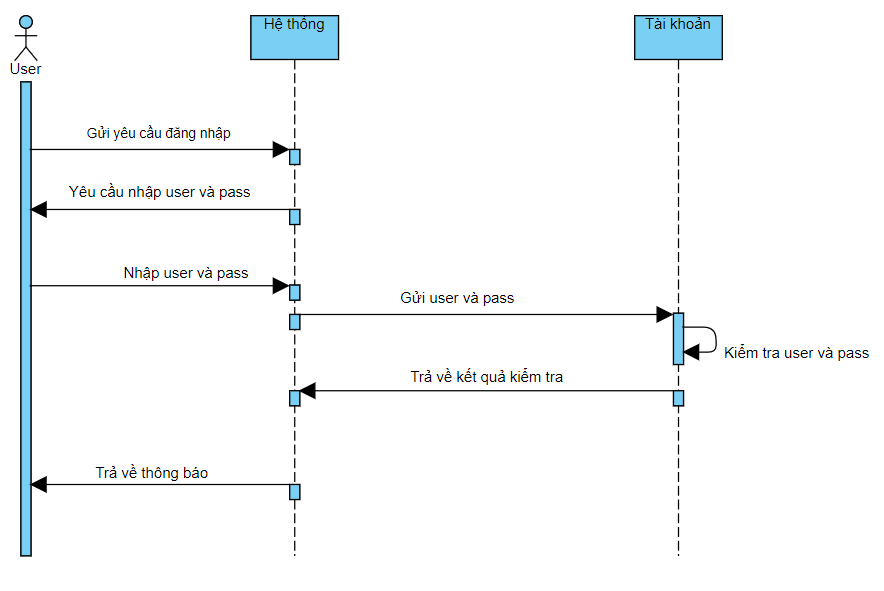 Hệ thông
Tài khoản
User
Gửi yêu cầu đăng nhập
Yêu cầu nhập user và pass
Nhập user và pass
Gửi user và pass
Kiểm tra user và pass
Trả về kết quả kiểm tra
Trả về thông báo